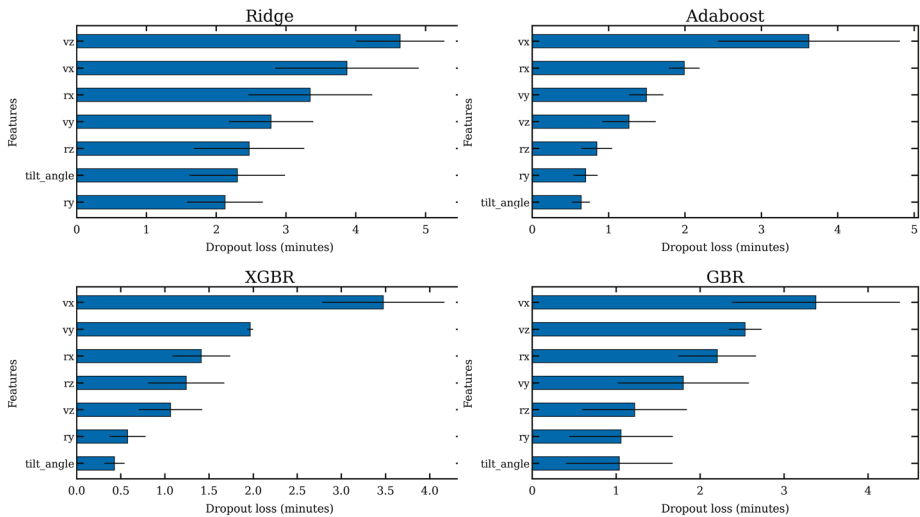 Ridge
Features
vz
vx
rx
vy
rz
tilt_angle
ry
0 1 2 3 4 5
Dropout loss (minutes)
Adaboost
Features
vx
rx
vy
vz
rz
ry
tilt_angle
0 1 2 3 4 5
Dropout loss (minutes)
XGBR
Features
vx
vy
rx
rz
vz
ry
tilt_angle
0.0 0.5 1.0 1.5 2.0 2.5 3.0 3.5 4.0
Dropout loss (minutes)
GBR
Features
vx
vz
rx
vy
rz
ry
tilt_angle
0 1 2 3 4
Dropout loss (minutes)